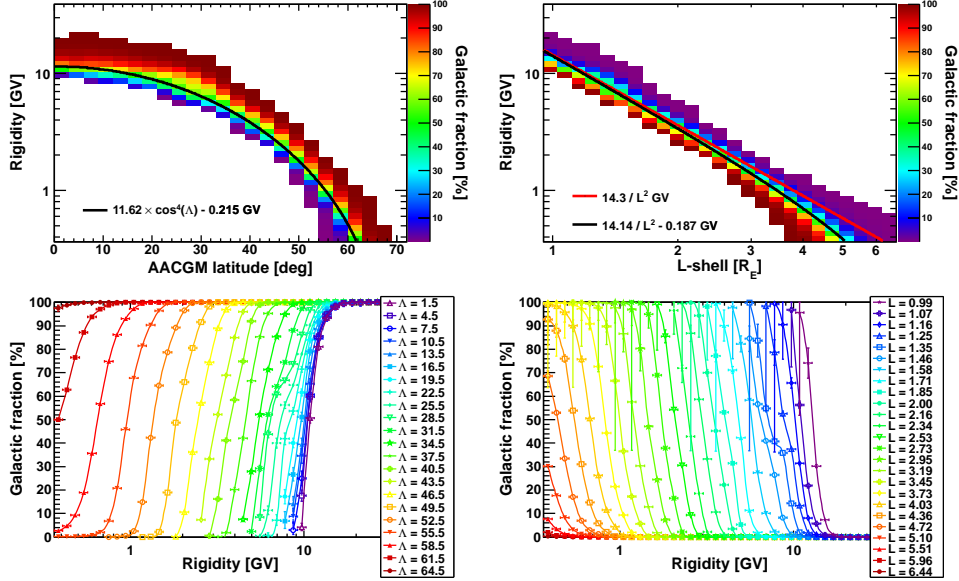 100
90
80
70
60
50
40
30
20
10
0
Galactic fraction [%]
Rigidity [GV]
10
1
11.62 × cos⁴(Λ) - 0.215 GV
0 10 20 30 40 50 60 70
AACGM latitude [deg]
100
90
80
70
60
50
40
30
20
10
0
Galactic fraction [%]
Rigidity [GV]
10
1
14.3 / L² GV
14.14 / L² - 0.187 GV
1 2 3 4 5 6
L-shell [R_E]
Galactic fraction [%]
100
90
80
70
60
50
40
30
20
10
0
1 10
Rigidity [GV]
Λ = 1.5
Λ = 4.5
Λ = 7.5
Λ = 10.5
Λ = 13.5
Λ = 16.5
Λ = 19.5
Λ = 22.5
Λ = 25.5
Λ = 28.5
Λ = 31.5
Λ = 34.5
Λ = 37.5
Λ = 40.5
Λ = 43.5
Λ = 46.5
Λ = 49.5
Λ = 52.5
Λ = 55.5
Λ = 58.5
Λ = 61.5
Λ = 64.5
Galactic fraction [%]
100
90
80
70
60
50
40
30
20
10
0
1 10
Rigidity [GV]
L = 0.99
L = 1.07
L = 1.16
L = 1.25
L = 1.35
L = 1.46
L = 1.58
L = 1.71
L = 1.85
L = 2.00
L = 2.16
L = 2.34
L = 2.53
L = 2.73
L = 2.95
L = 3.19
L = 3.45
L = 3.73
L = 4.03
L = 4.36
L = 4.72
L = 5.10
L = 5.51
L = 5.96
L = 6.44